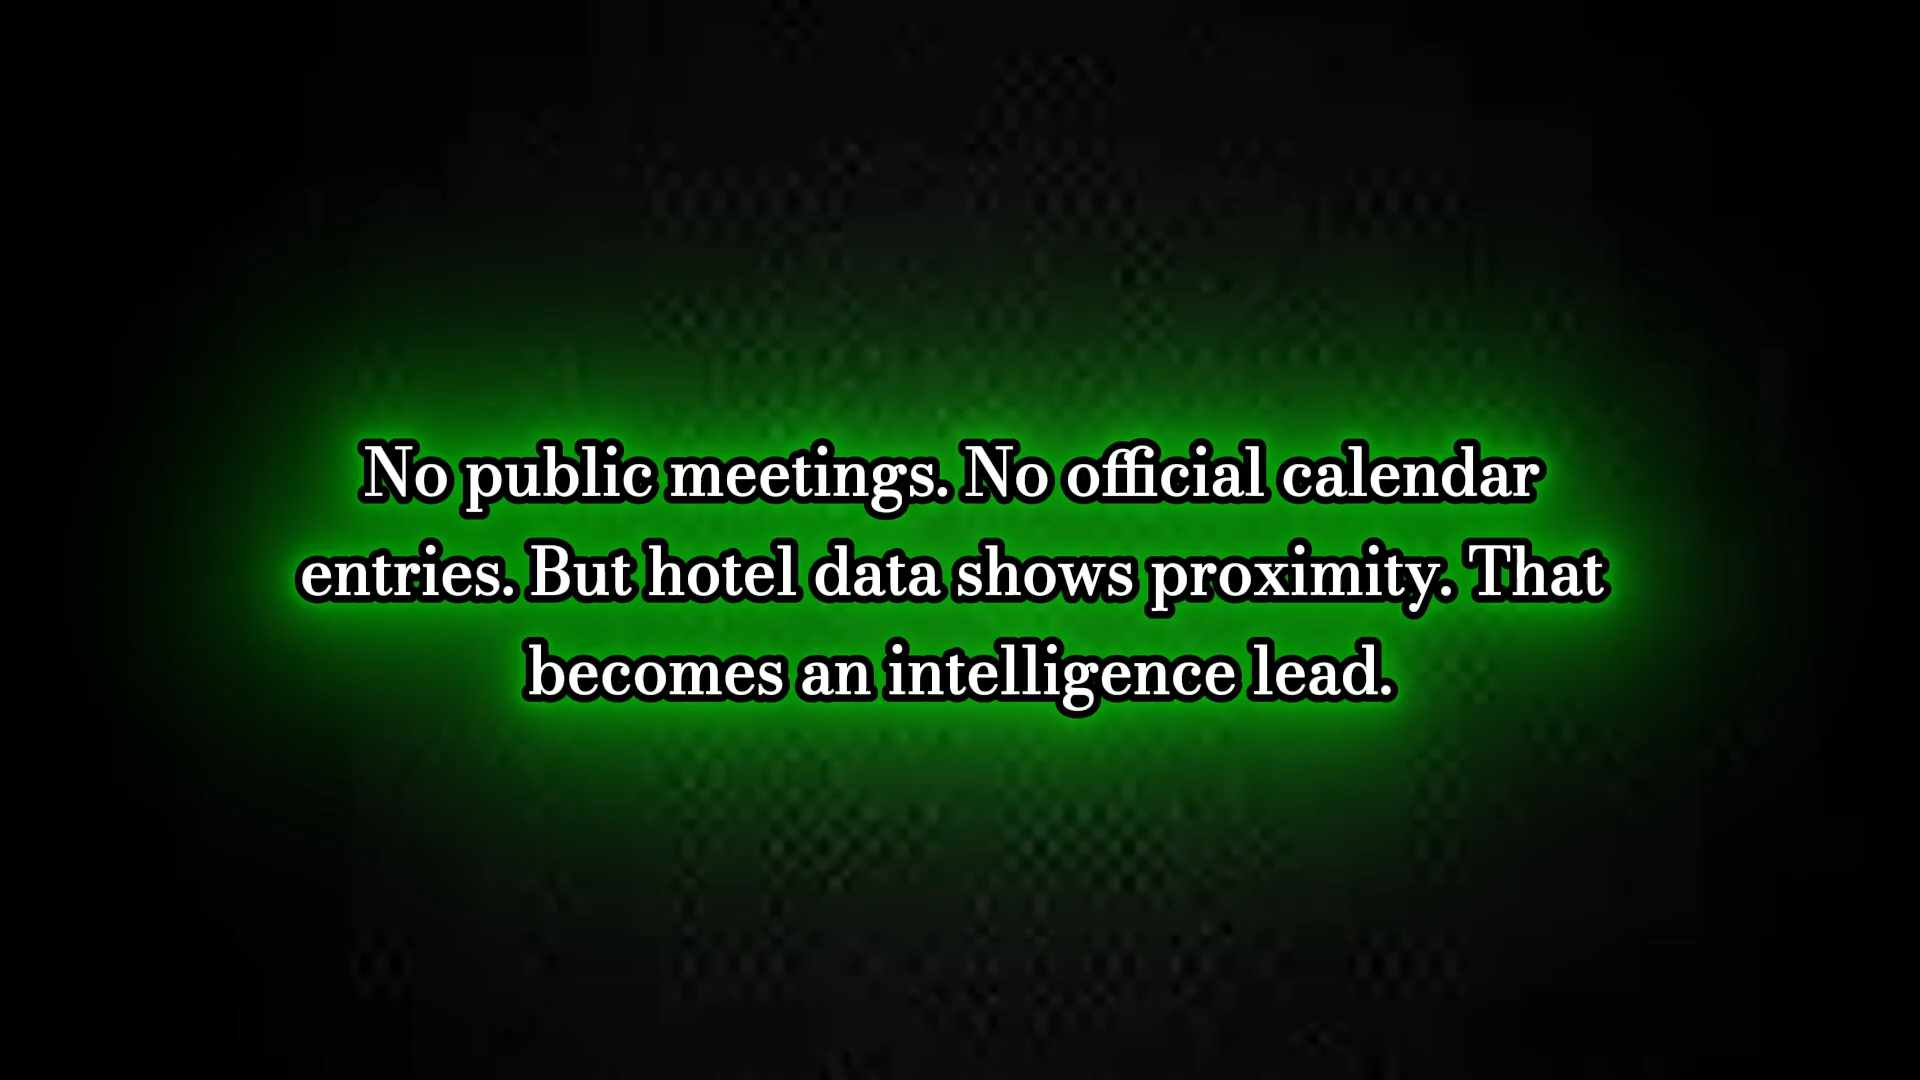 No public meetings. No official calendar
entries. But hotel data shows proximity. That
becomes an intelligence lead.